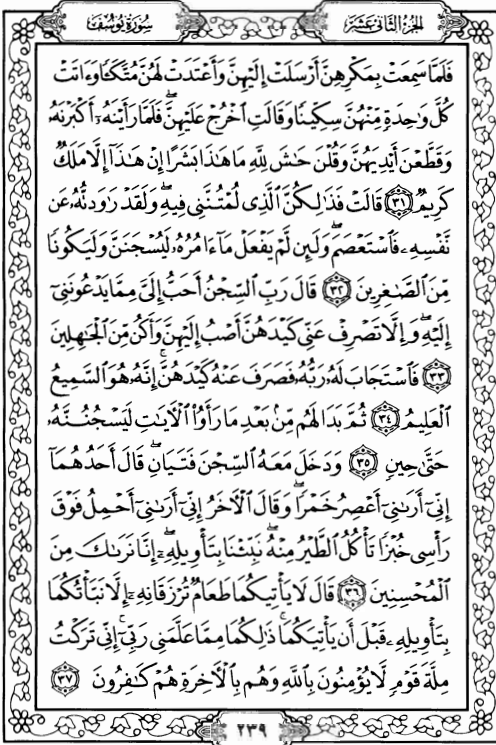 الجزء الثاني عشر
سورة يوسف
فَلَمَّا سَمِعَتْ بِمَكْرِهِنَّ أَرْسَلَتْ إِلَيْهِنَّ وَأَعْتَدَتْ لَهُنَّ مُتَّكَـًٔا وَءَاتَتْ
كُلَّ وَٰحِدَةٍ مِّنْهُنَّ سِكِّينًا وَقَالَتِ ٱخْرُجْ عَلَيْهِنَّ ۖ فَلَمَّا رَأَيْنَهُۥٓ أَكْبَرْنَهُۥ
وَقَطَّعْنَ أَيْدِيَهُنَّ وَقُلْنَ حَٰشَ لِلَّهِ مَا هَٰذَا بَشَرًا إِنْ هَٰذَآ إِلَّا مَلَكٌ
كَرِيمٌ ٣١ قَالَتْ فَذَٰلِكُنَّ ٱلَّذِى لُمْتُنَّنِى فِيهِ ۖ وَلَقَدْ رَٰوَدتُّهُۥ عَن
نَّفْسِهِۦ فَٱسْتَعْصَمَ ۖ وَلَئِن لَّمْ يَفْعَلْ مَآ ءَامُرُهُۥ لَيُسْجَنَنَّ وَلَيَكُونًا
مِّنَ ٱلصَّٰغِرِينَ ٣٢ قَالَ رَبِّ ٱلسِّجْنُ أَحَبُّ إِلَىَّ مِمَّا يَدْعُونَنِىٓ
إِلَيْهِ ۖ وَإِلَّا تَصْرِفْ عَنِّى كَيْدَهُنَّ أَصْبُ إِلَيْهِنَّ وَأَكُن مِّنَ ٱلْجَٰهِلِينَ
٣٣ فَٱسْتَجَابَ لَهُۥ رَبُّهُۥ فَصَرَفَ عَنْهُ كَيْدَهُنَّ ۚ إِنَّهُۥ هُوَ ٱلسَّمِيعُ
ٱلْعَلِيمُ ٣٤ ثُمَّ بَدَا لَهُم مِّنۢ بَعْدِ مَا رَأَوُا۟ ٱلْـَٔايَٰتِ لَيَسْجُنُنَّهُۥ
حَتَّىٰ حِينٍ ٣٥ وَدَخَلَ مَعَهُ ٱلسِّجْنَ فَتَيَانِ ۖ قَالَ أَحَدُهُمَآ
إِنِّىٓ أَرَىٰنِىٓ أَعْصِرُ خَمْرًا ۖ وَقَالَ ٱلْـَٔاخَرُ إِنِّىٓ أَرَىٰنِىٓ أَحْمِلُ فَوْقَ
رَأْسِى خُبْزًا تَأْكُلُ ٱلطَّيْرُ مِنْهُ ۖ نَبِّئْنَا بِتَأْوِيلِهِۦٓ ۖ إِنَّا نَرَىٰكَ مِنَ
ٱلْمُحْسِنِينَ ٣٦ قَالَ لَا يَأْتِيكُمَا طَعَامٌ تُرْزَقَانِهِۦٓ إِلَّا نَبَّأْتُكُمَا
بِتَأْوِيلِهِۦ قَبْلَ أَن يَأْتِيَكُمَا ۚ ذَٰلِكُمَا مِمَّا عَلَّمَنِى رَبِّىٓ ۚ إِنِّى تَرَكْتُ
مِلَّةَ قَوْمٍ لَّا يُؤْمِنُونَ بِٱللَّهِ وَهُم بِٱلْـَٔاخِرَةِ هُمْ كَٰفِرُونَ ٣٧
٢٣٩